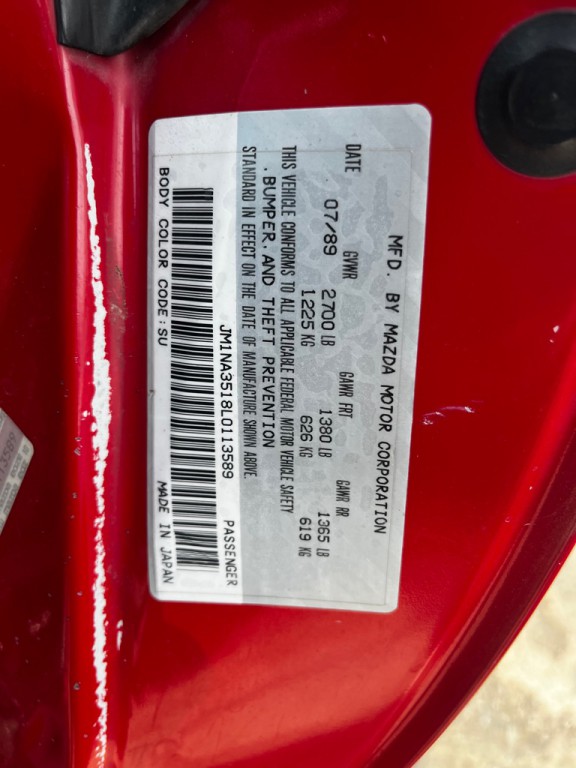 MFD. BY MAZDA MOTOR CORPORATION
DATE GVWR GAWR FRT GAWR RR
07/89 2700 LB 1380 LB 1365 LB
1225 KG 626 KG 619 KG
THIS VEHICLE CONFORMS TO ALL APPLICABLE FEDERAL MOTOR VEHICLE SAFETY
, BUMPER, AND THEFT PREVENTION
STANDARD IN EFFECT ON THE DATE OF MANUFACTURE SHOWN ABOVE.
JM1NA3518L0113589 PASSENGER
BODY COLOR CODE:SU MADE IN JAPAN